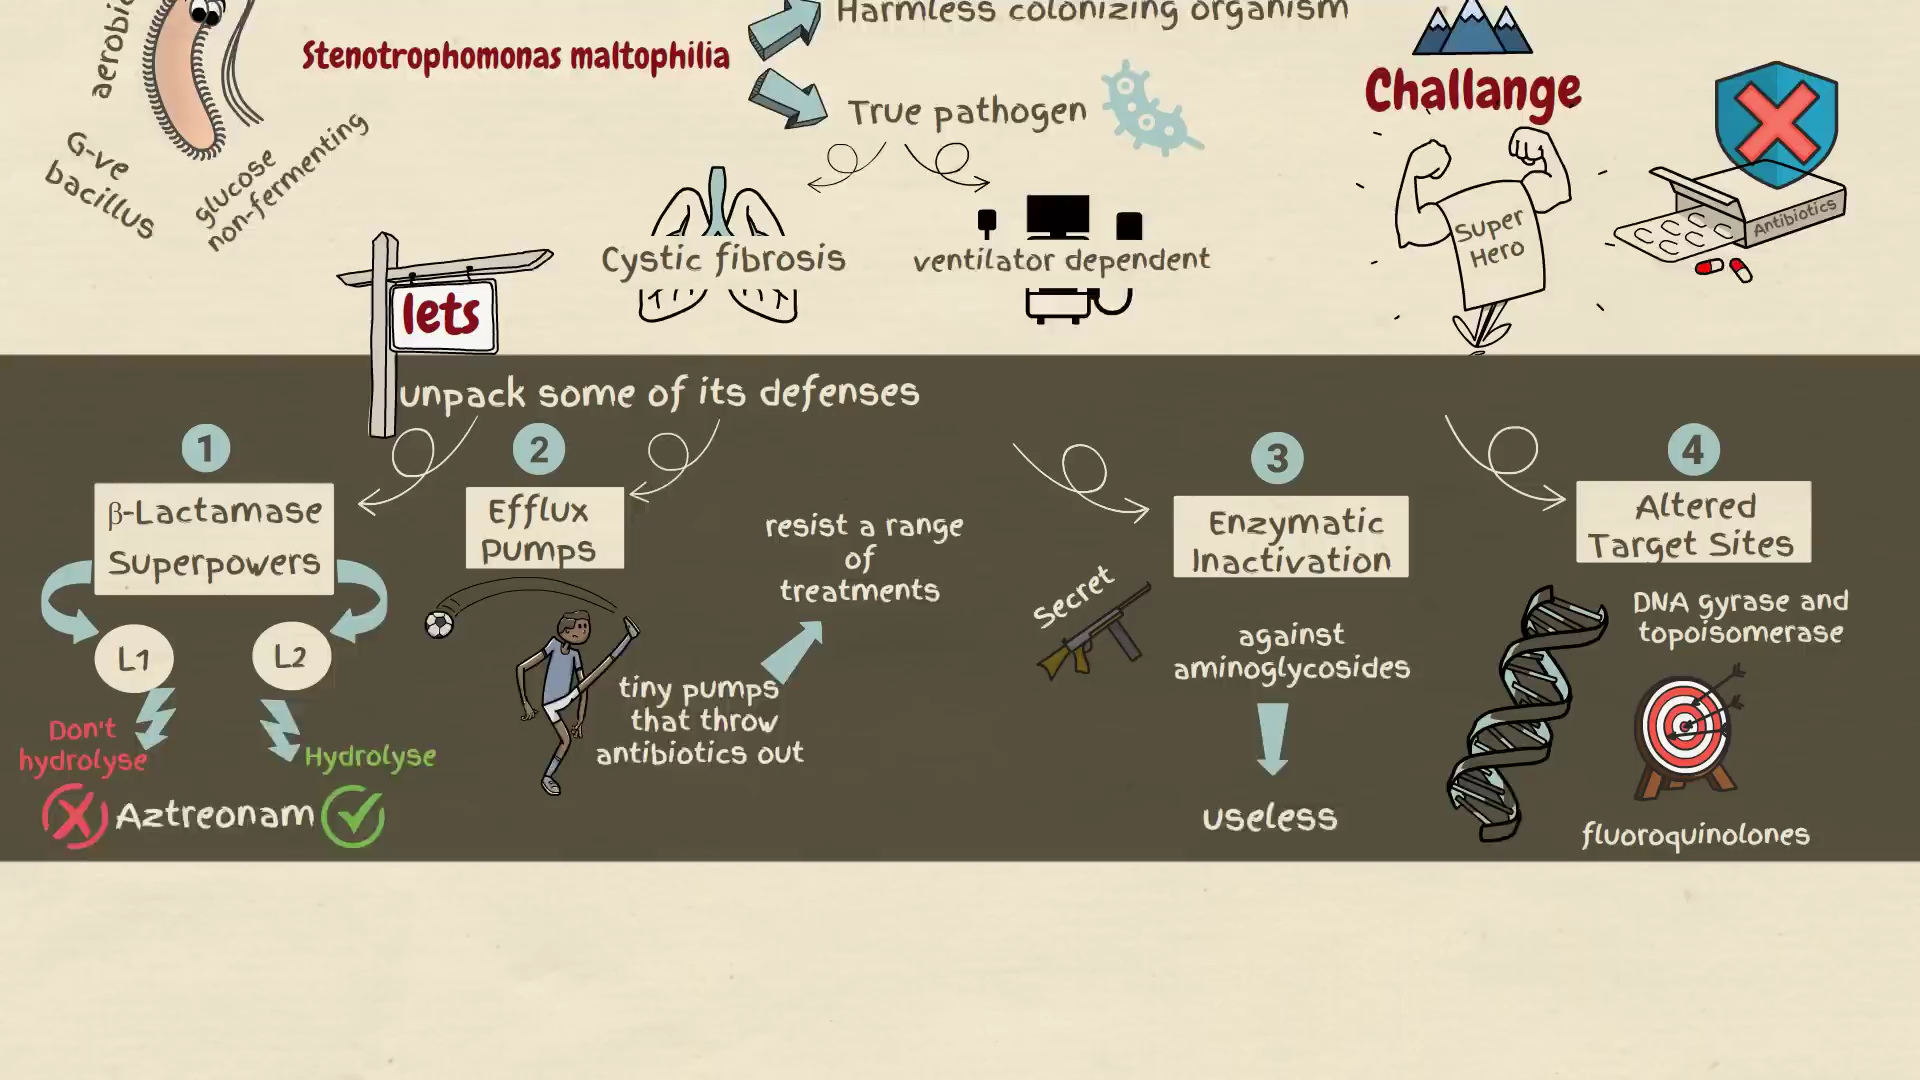 Harmless colonizing organism
aerobi
Stenotrophomonas maltophilia
True pathogen
G-ve
bacillus
glucose
non-fermenting
Cystic fibrosis
ventilator dependent
Challange
Super
Hero
Antibiotics
lets
unpack some of its defenses
1
β-Lactamase
Superpowers
L1
L2
Don't
hydrolyse
Hydrolyse
Aztreonam
2
Efflux
Pumps
tiny pumps
that throw
antibiotics out
resist a range
of
treatments
3
Enzymatic
Inactivation
Secret
against
aminoglycosides
useless
4
Altered
Target Sites
DNA gyrase and
topoisomerase
fluoroquinolones